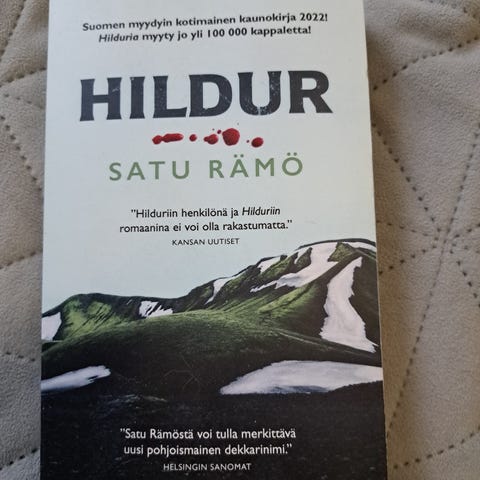 Suomen myydyin kotimainen kaunokirja 2022!
Hilduria myyty jo yli 100 000 kappaletta!
HILDUR
SATU RÄMÖ
"Hilduriin henkilönä ja Hilduriin
romaanina ei voi olla rakastumatta."
KANSAN UUTISET
"Satu Rämöstä voi tulla merkittävä
uusi pohjoismainen dekkarinimi."
HELSINGIN SANOMAT